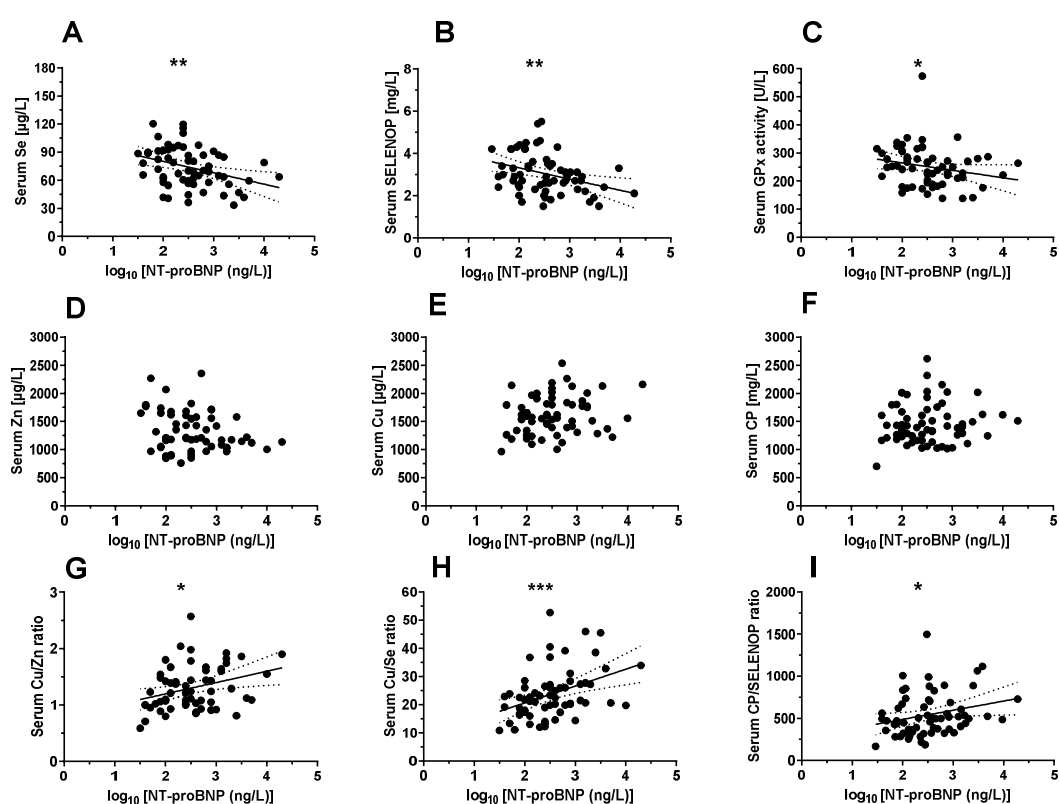 A
B
C
**
**
*
Serum Se [µg/L]
180
150
120
90
60
30
0
0 1 2 3 4 5
log10 [NT-proBNP (ng/L)]
Serum SELENOP [mg/L]
8
6
4
2
0
0 1 2 3 4 5
log10 [NT-proBNP (ng/L)]
Serum GPx activity [U/L]
600
500
400
300
200
100
0
0 1 2 3 4 5
log10 [NT-proBNP (ng/L)]
D
E
F
Serum Zn [µg/L]
3000
2500
2000
1500
1000
500
0
0 1 2 3 4 5
log10 [NT-proBNP (ng/L)]
Serum Cu [µg/L]
3000
2500
2000
1500
1000
500
0
0 1 2 3 4 5
log10 [NT-proBNP (ng/L)]
Serum CP [mg/L]
3000
2500
2000
1500
1000
500
0
0 1 2 3 4 5
log10 [NT-proBNP (ng/L)]
G
H
I
*
***
*
Serum Cu/Zn ratio
3
2
1
0
0 1 2 3 4 5
log10 [NT-proBNP (ng/L)]
Serum Cu/Se ratio
60
50
40
30
20
10
0
0 1 2 3 4 5
log10 [NT-proBNP (ng/L)]
Serum CP/SELENOP ratio
2000
1500
1000
500
0
0 1 2 3 4 5
log10 [NT-proBNP (ng/L)]